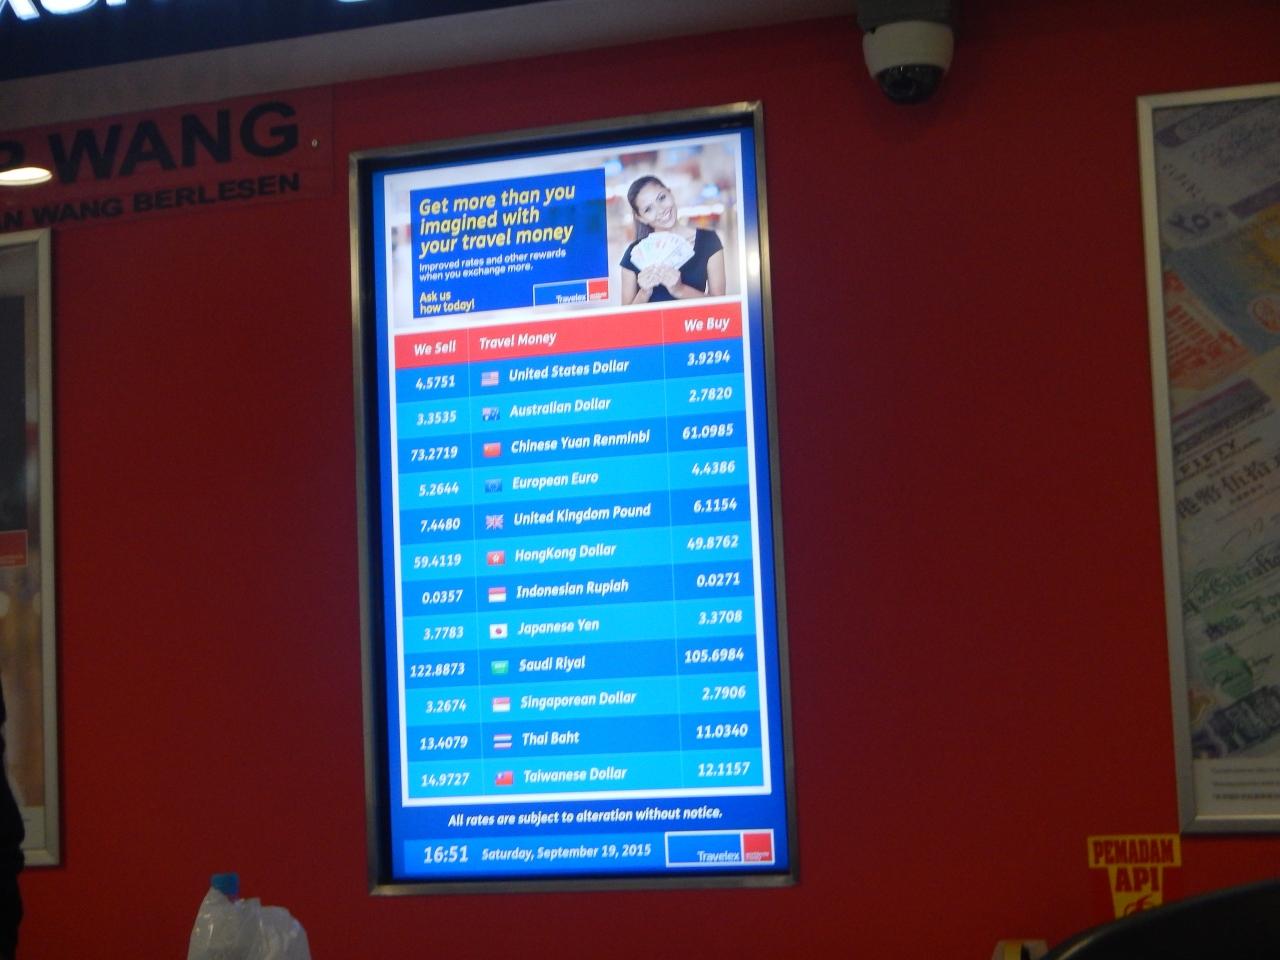 WANG
WANG BERLESEN
Get more than you
imagined with
your travel money
Improved rates and other rewards
when you exchange more.
Ask us
how today!
Travelex
We Sell Travel Money We Buy
4.5751 United States Dollar 3.9294
3.3535 Australian Dollar 2.7820
73.2719 Chinese Yuan Renminbi 61.0985
5.2644 European Euro 4.4386
7.4480 United Kingdom Pound 6.1154
59.4119 HongKong Dollar 49.8762
0.0357 Indonesian Rupiah 0.0271
3.7783 Japanese Yen 3.3708
122.8873 Saudi Riyal 105.6984
3.2674 Singaporean Dollar 2.7906
13.4079 Thai Baht 11.0340
14.9727 Taiwanese Dollar 12.1157
All rates are subject to alteration without notice.
16:51 Saturday, September 19, 2015 Travelex
FIFTY
PEMADAM
API